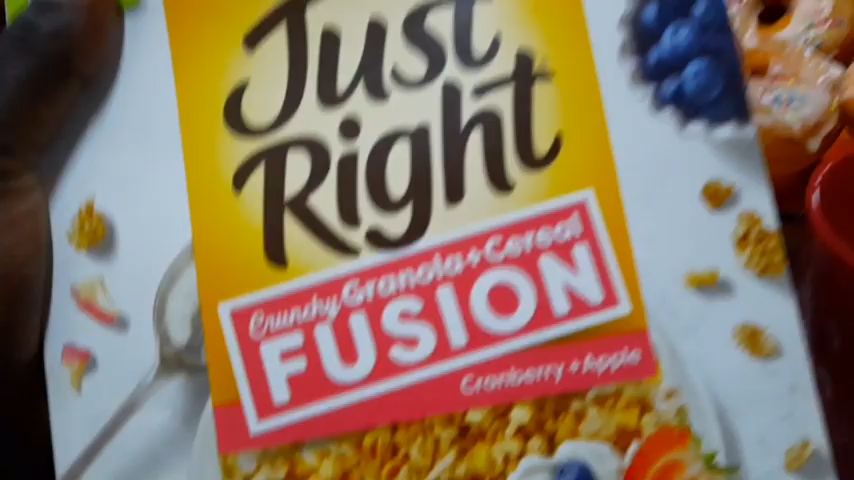 Just
Right
Crunchy Granola + Cereal
FUSION
Cranberry + Apple